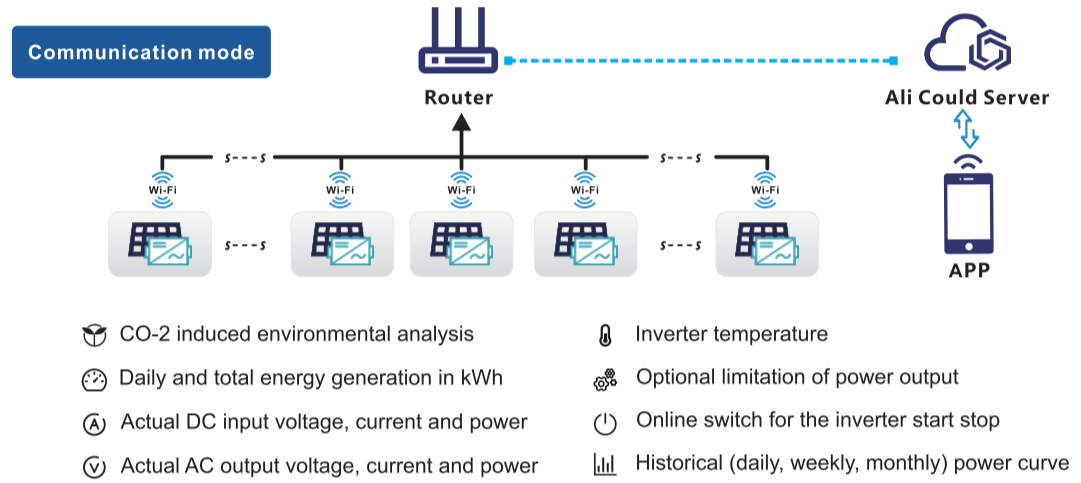 Communication mode
Router
Ali Could Server
S---S
S---S
Wi-Fi
Wi-Fi
Wi-Fi
Wi-Fi
Wi-Fi
S---S
S---S
APP
CO-2 induced environmental analysis
Daily and total energy generation in kWh
A
Actual DC input voltage, current and power
V
Actual AC output voltage, current and power
Inverter temperature
Optional limitation of power output
Online switch for the inverter start stop
Historical (daily, weekly, monthly) power curve